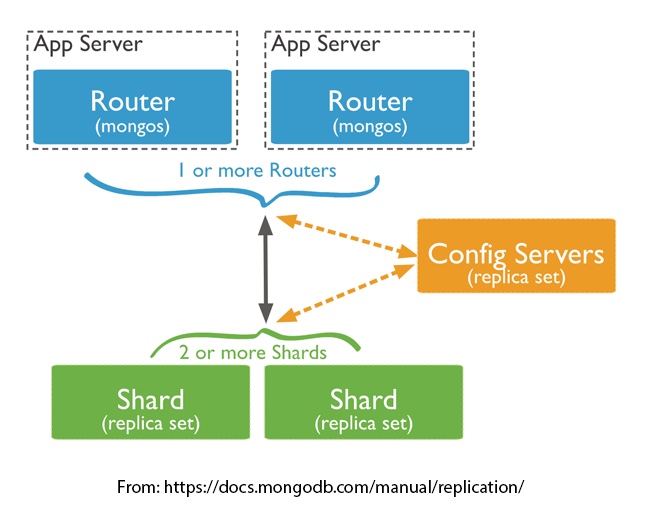 App Server
App Server
Router
(mongos)
Router
(mongos)
1 or more Routers
Config Servers
(replica set)
2 or more Shards
Shard
(replica set)
Shard
(replica set)
From: https://docs.mongodb.com/manual/replication/